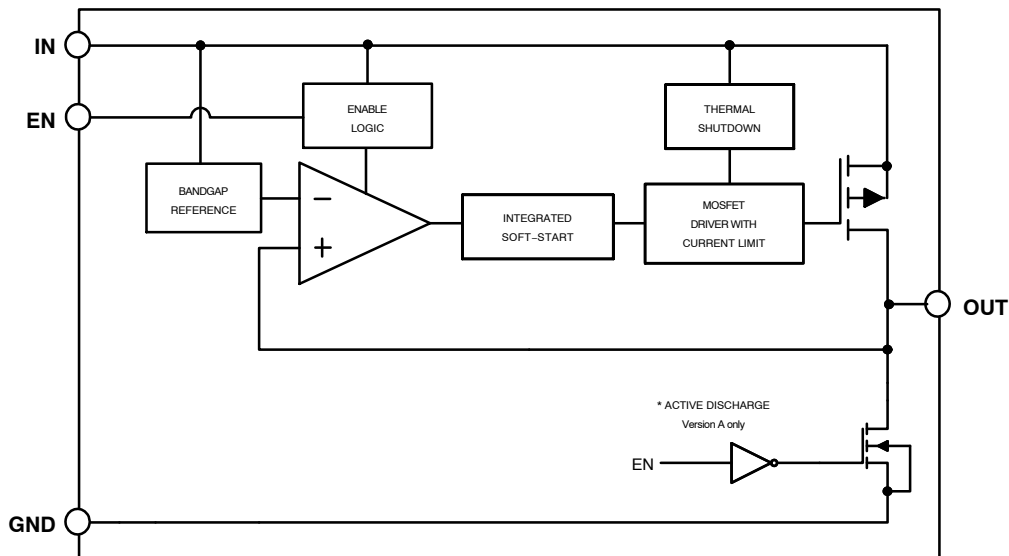 IN
EN
ENABLE
LOGIC
THERMAL
SHUTDOWN
BANDGAP
REFERENCE
−
+
INTEGRATED
SOFT−START
MOSFET
DRIVER WITH
CURRENT LIMIT
OUT
* ACTIVE DISCHARGE
Version A only
EN
GND